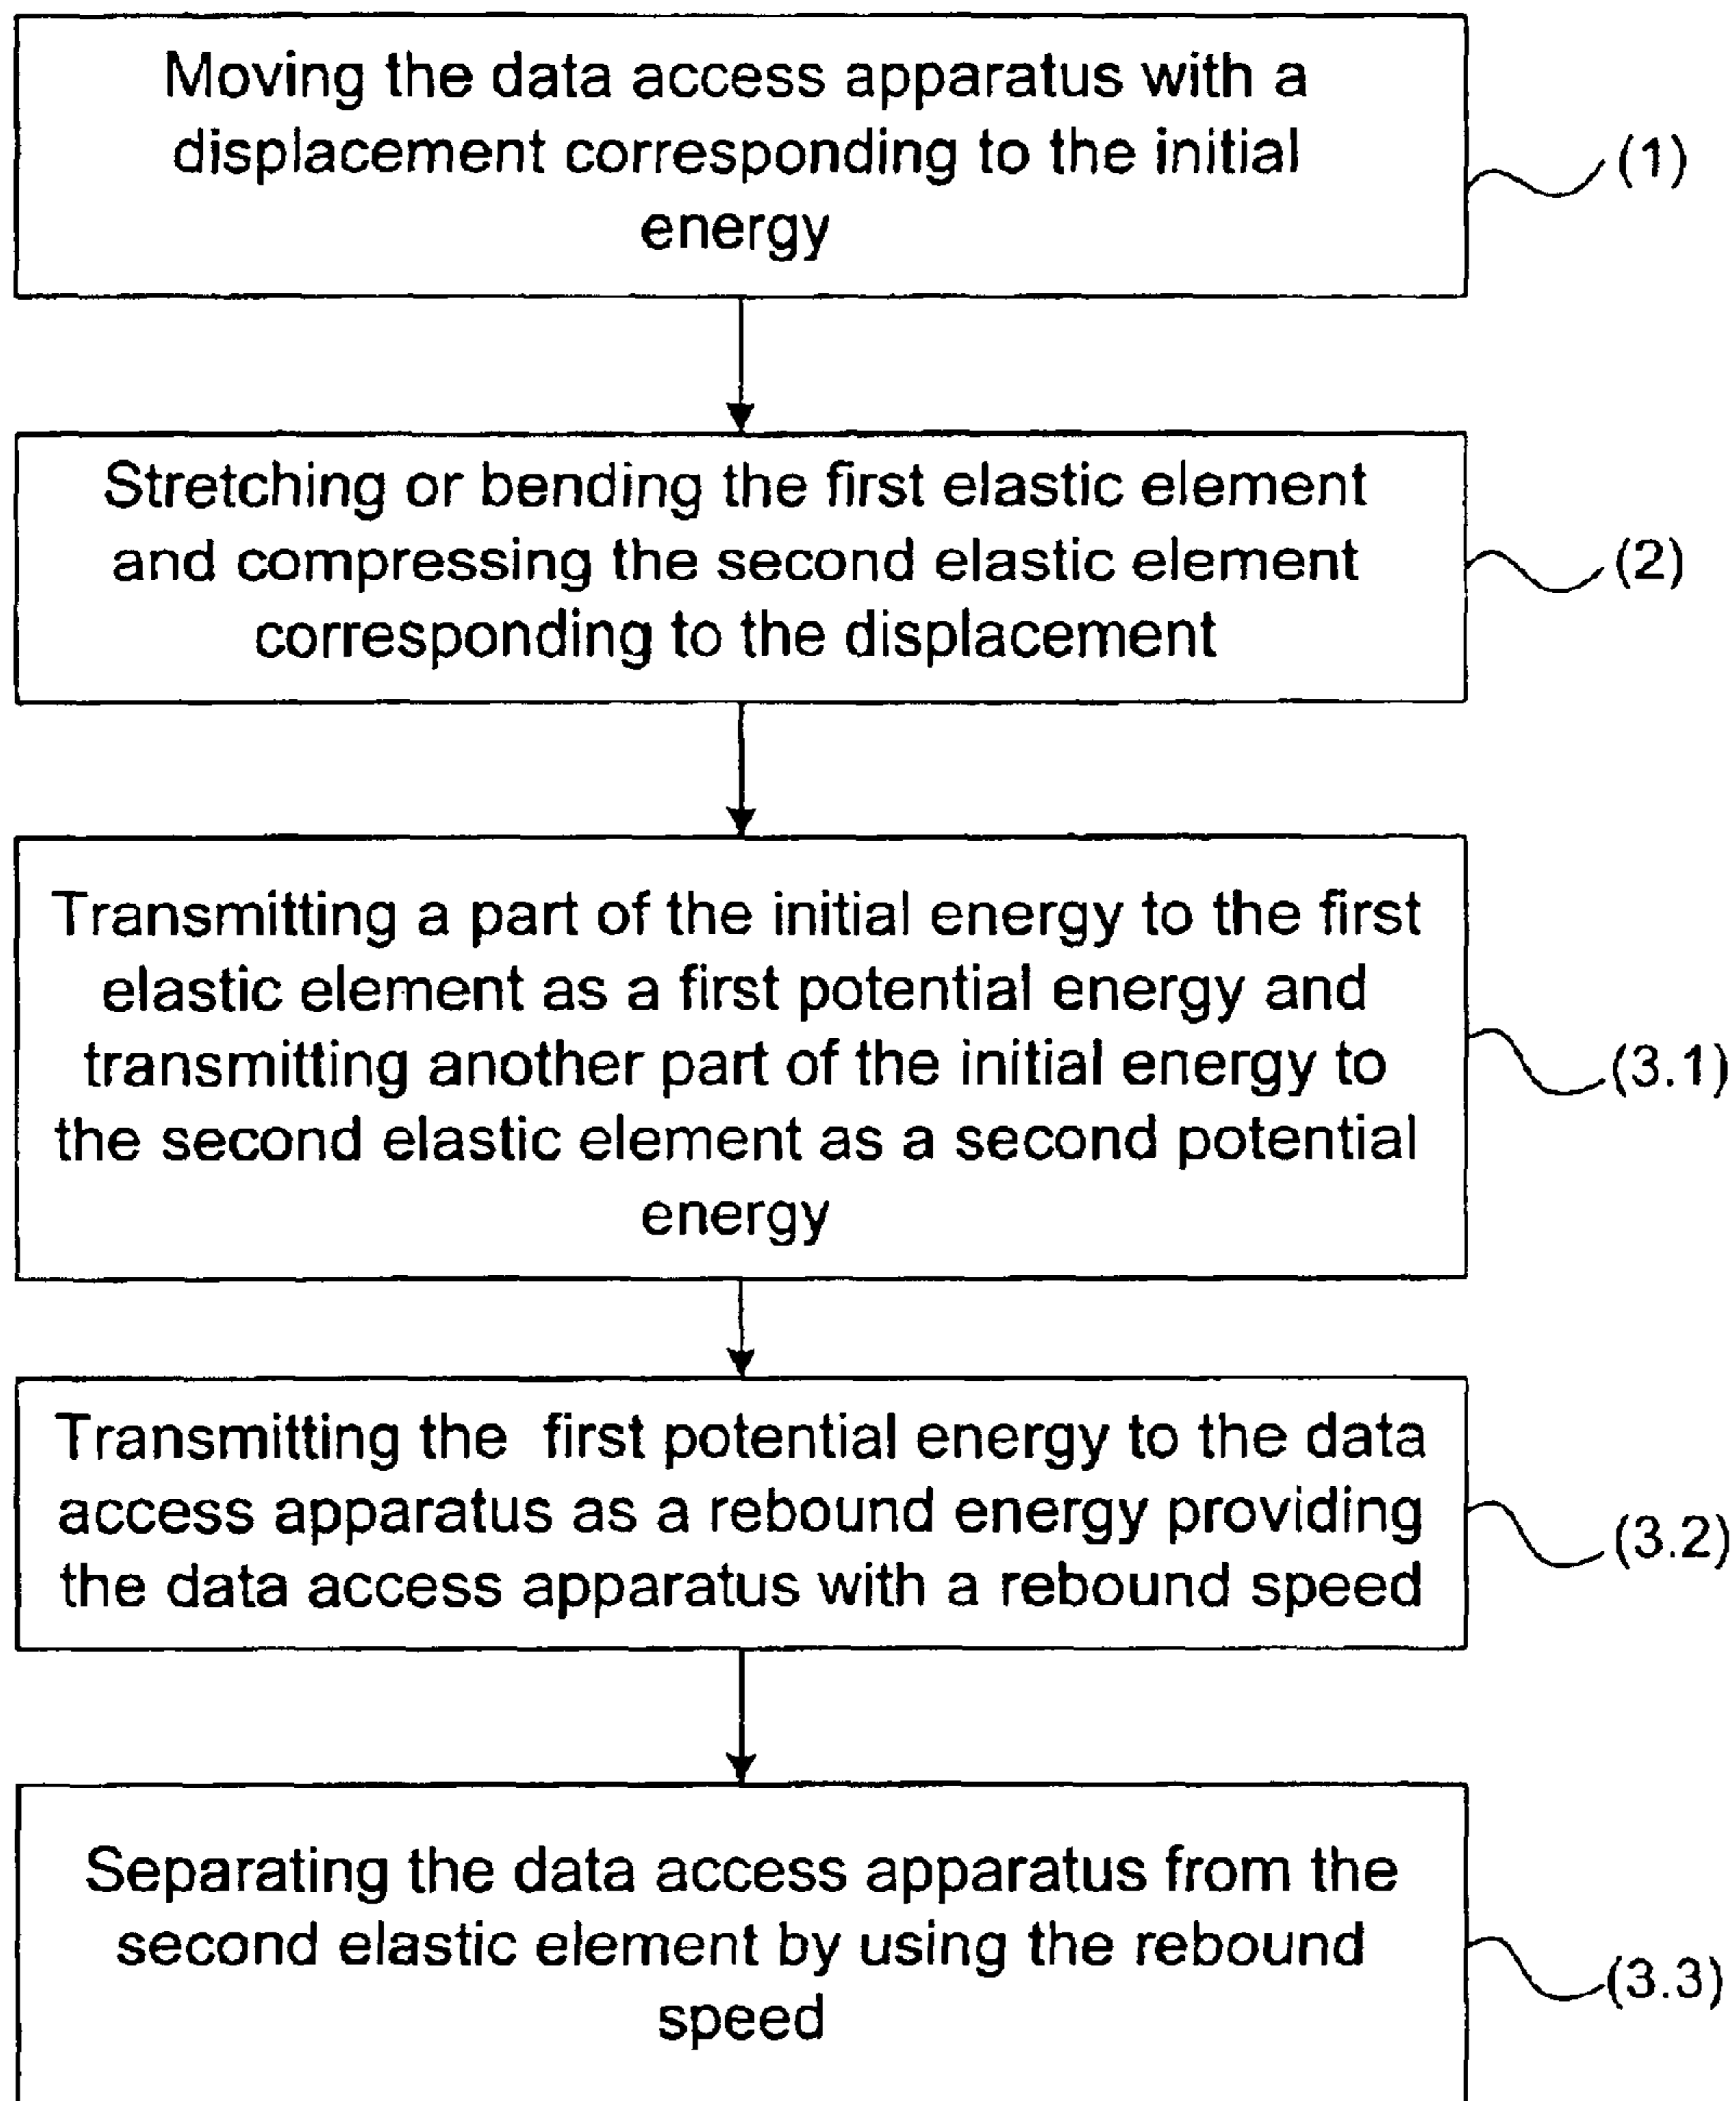 Moving the data access apparatus with a
displacement corresponding to the initial
energy
(1)
Stretching or bending the first elastic element
and compressing the second elastic element
corresponding to the displacement
(2)
Transmitting a part of the initial energy to the first
elastic element as a first potential energy and
transmitting another part of the initial energy to
the second elastic element as a second potential
energy
(3.1)
Transmitting the first potential energy to the data
access apparatus as a rebound energy providing
the data access apparatus with a rebound speed
(3.2)
Separating the data access apparatus from the
second elastic element by using the rebound
speed
(3.3)